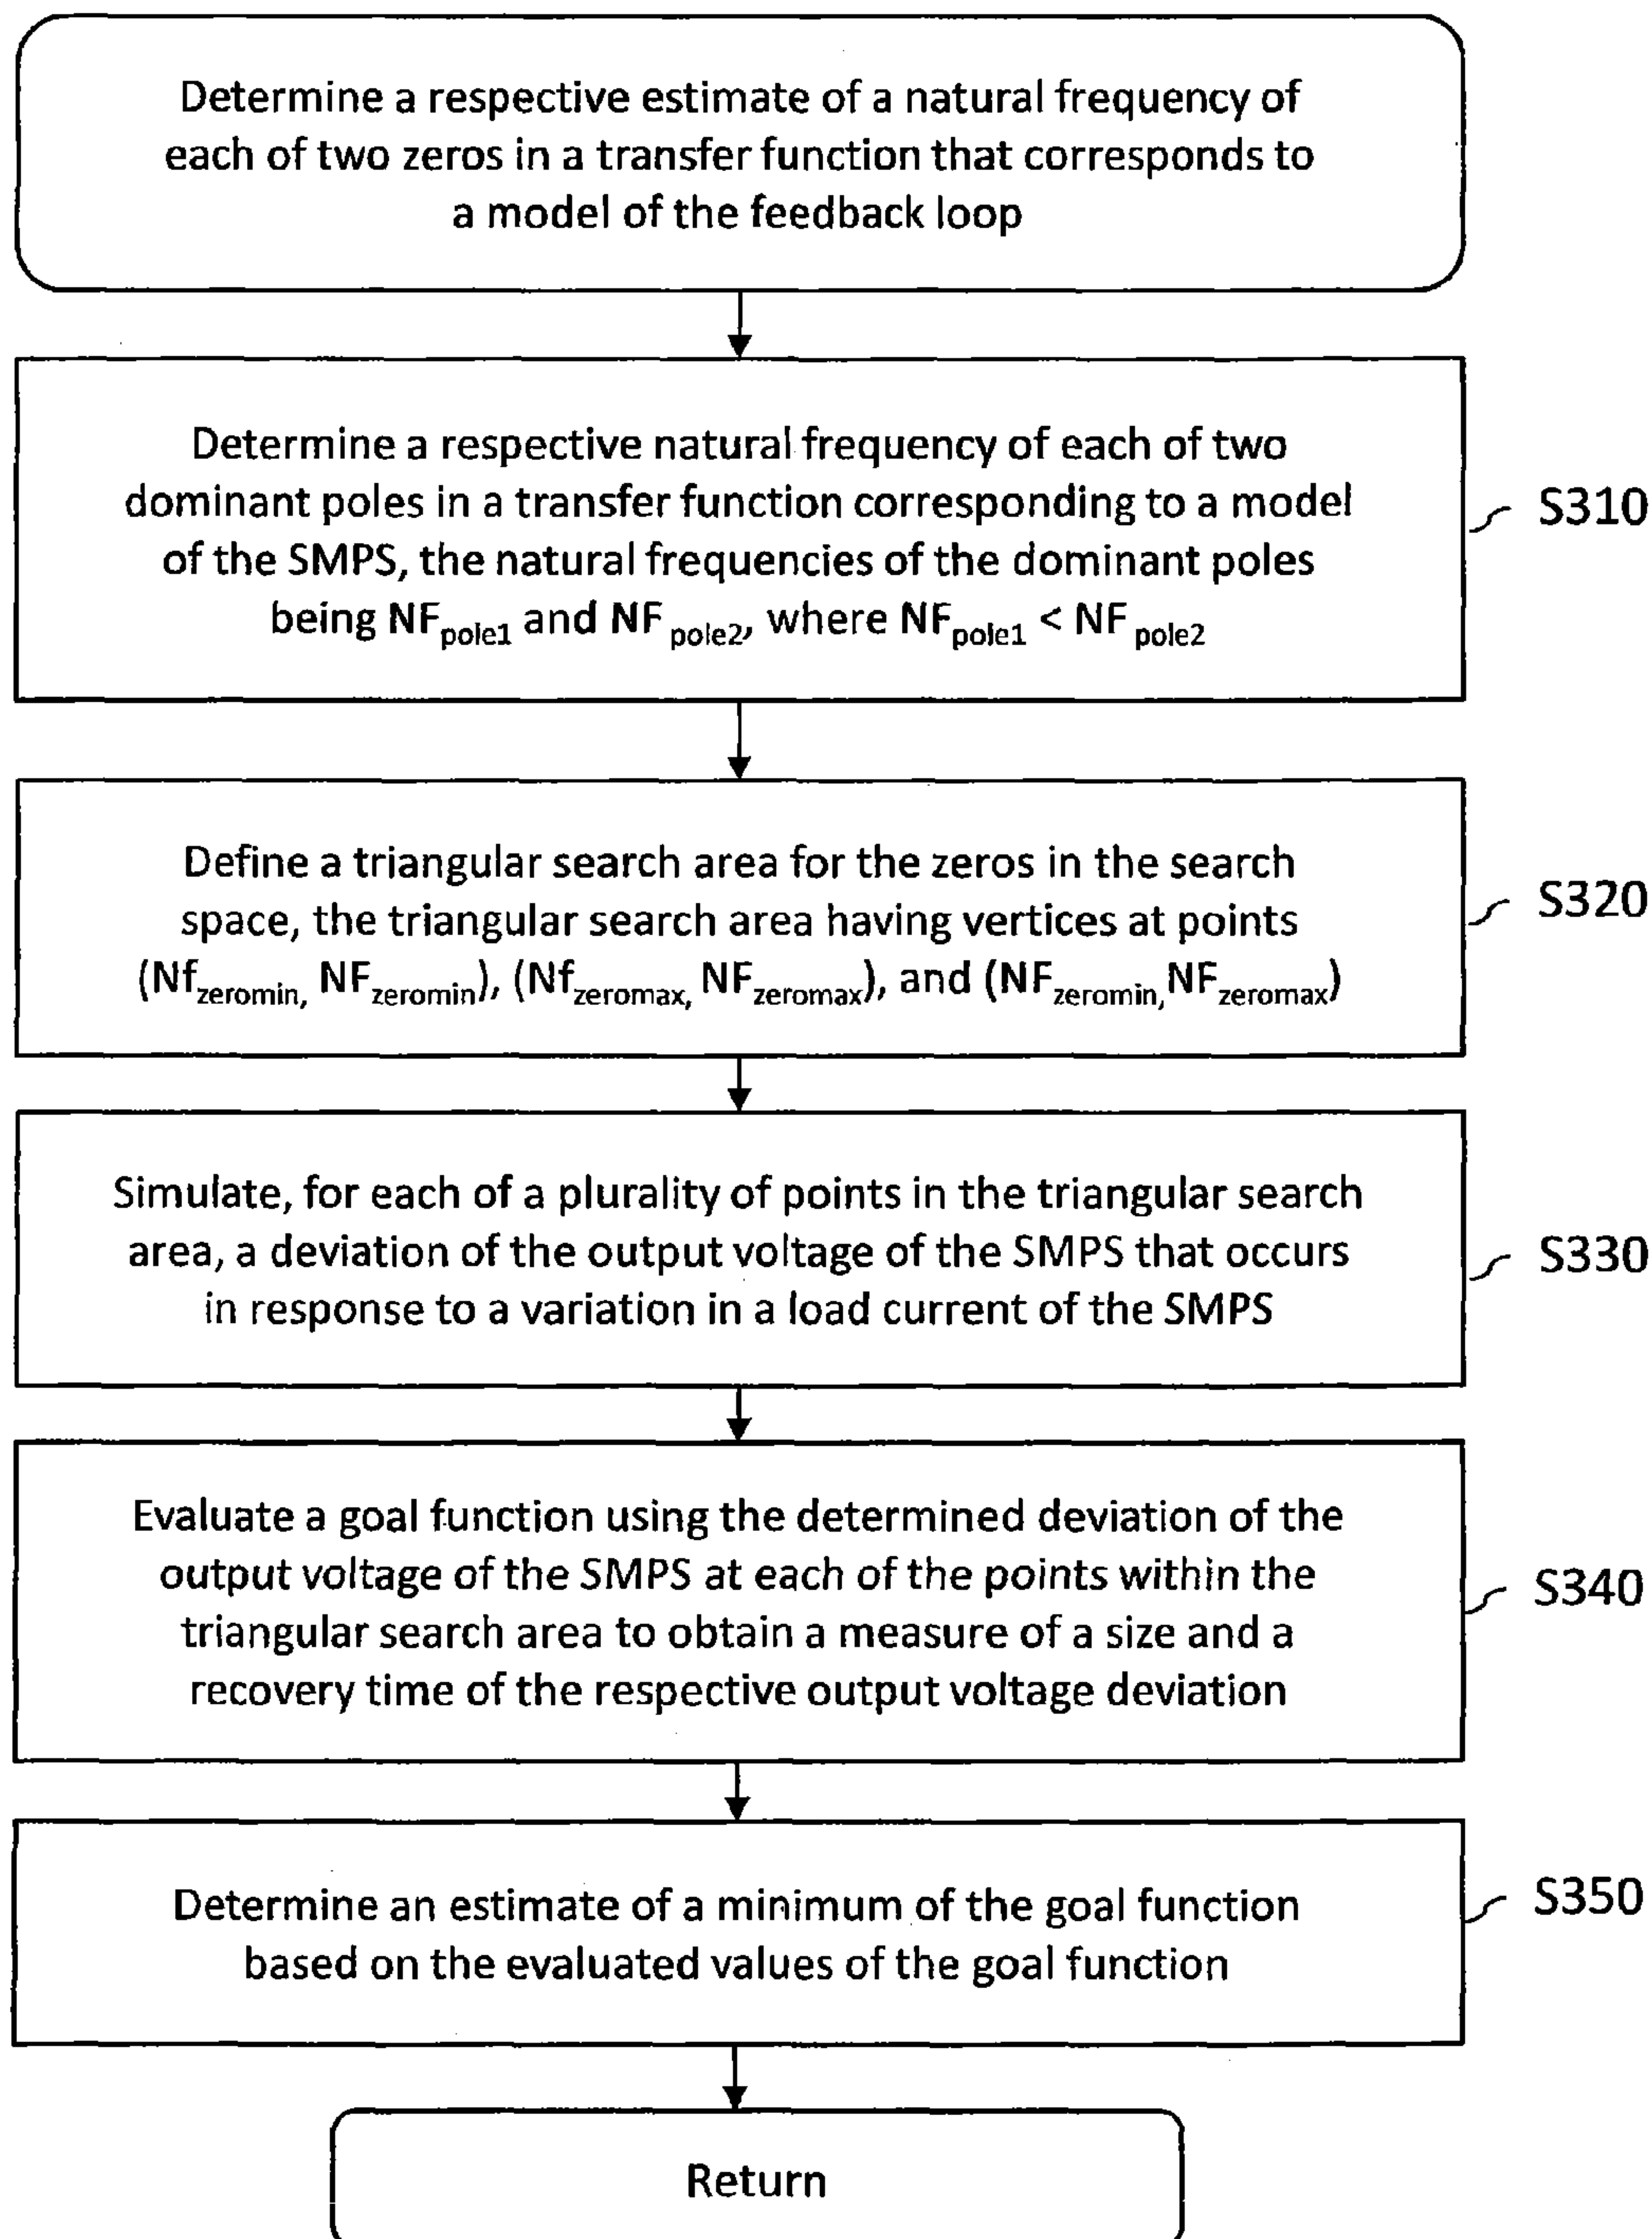 Determine a respective estimate of a natural frequency of
each of two zeros in a transfer function that corresponds to
a model of the feedback loop
Determine a respective natural frequency of each of two
dominant poles in a transfer function corresponding to a model
of the SMPS, the natural frequencies of the dominant poles
being NFpole1 and NF pole2, where NFpole1 < NF pole2
S310
Define a triangular search area for the zeros in the search
space, the triangular search area having vertices at points
(Nfzeromin, NFzeromin), (Nfzeromax, NFzeromax), and (NFzeromin,NFzeromax)
S320
Simulate, for each of a plurality of points in the triangular search
area, a deviation of the output voltage of the SMPS that occurs
in response to a variation in a load current of the SMPS
S330
Evaluate a goal function using the determined deviation of the
output voltage of the SMPS at each of the points within the
triangular search area to obtain a measure of a size and a
recovery time of the respective output voltage deviation
S340
Determine an estimate of a minimum of the goal function
based on the evaluated values of the goal function
S350
Return